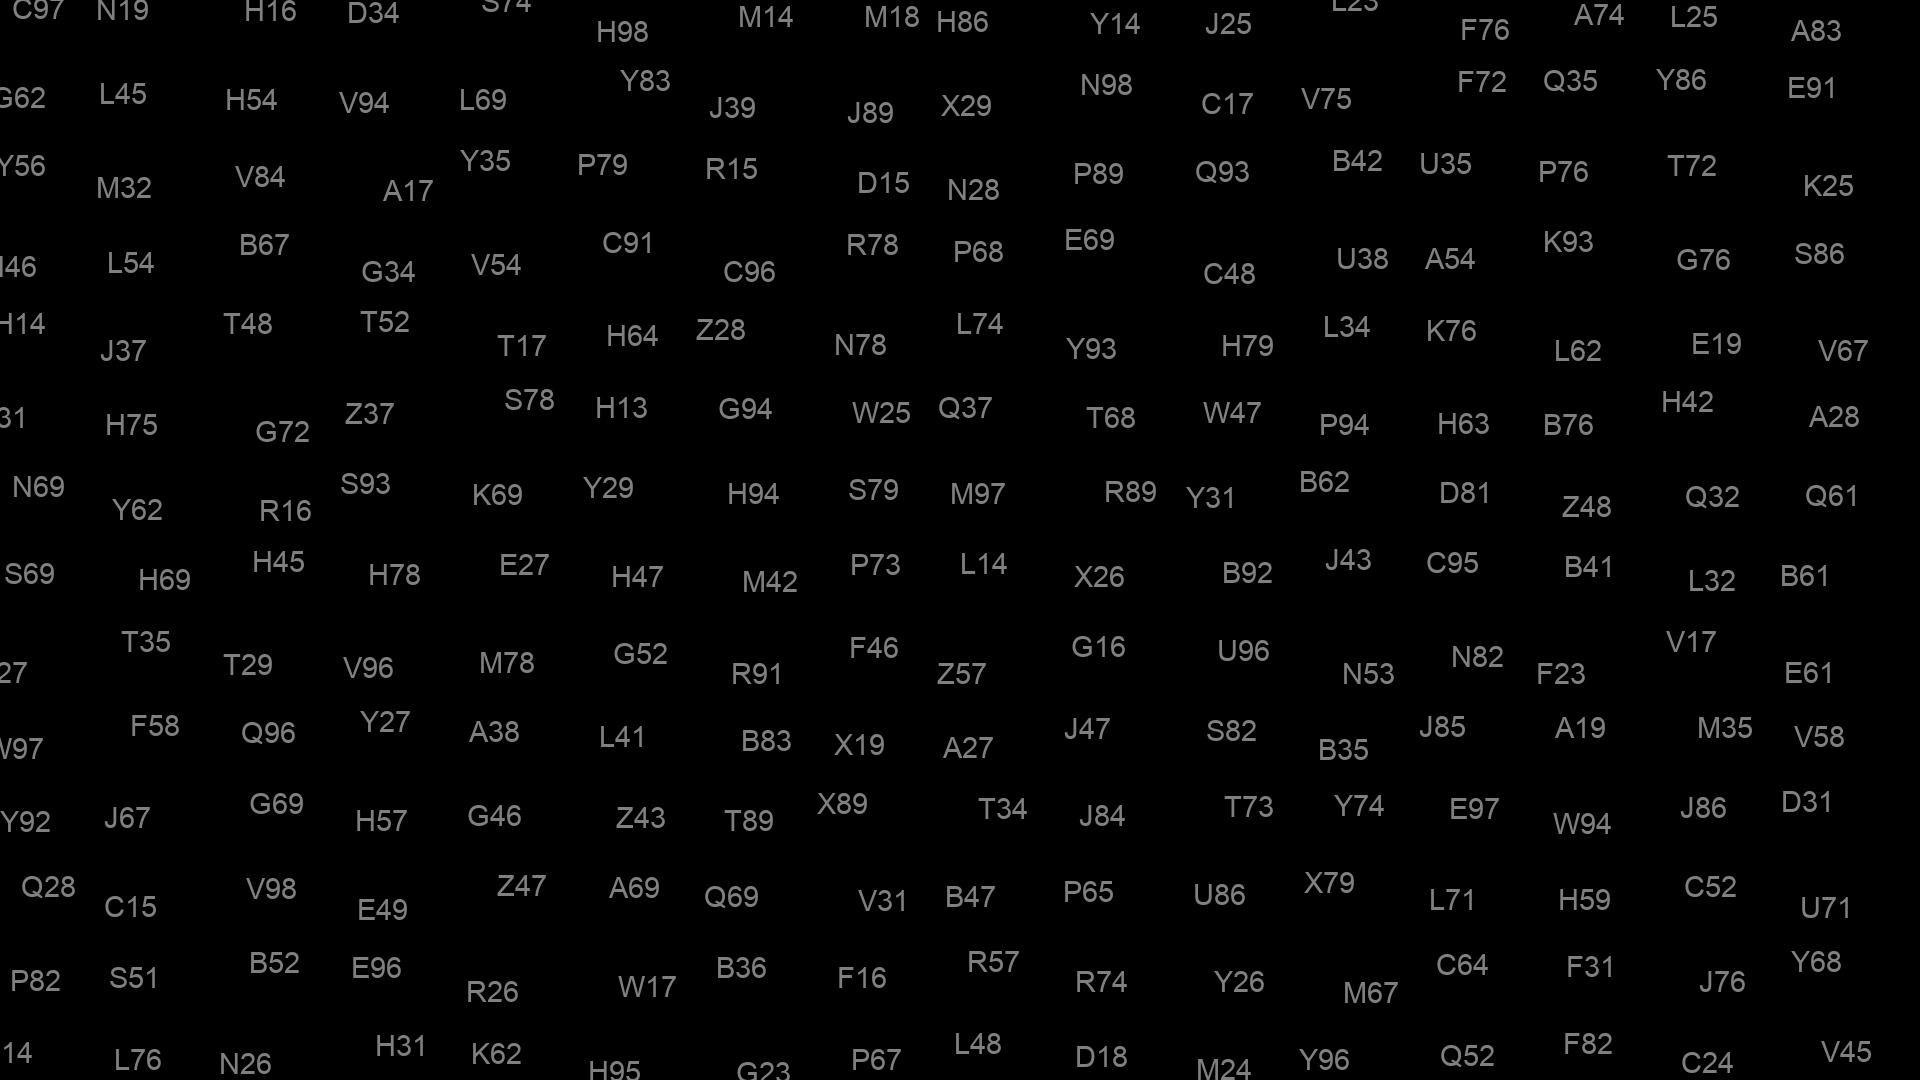 C97 N19 H16 D34 S74 H98 M14 M18 H86 Y14 J25 L23 F76 A74 L25 A83
G62 L45 H54 V94 L69 Y83 J39 J89 X29 N98 C17 V75 F72 Q35 Y86 E91
Y56 M32 V84 A17 Y35 P79 R15 D15 N28 P89 Q93 B42 U35 P76 T72 K25
46 L54 B67 G34 V54 C91 C96 R78 P68 E69 C48 U38 A54 K93 G76 S86
H14 J37 T48 T52 T17 H64 Z28 N78 L74 Y93 H79 L34 K76 L62 E19 V67
31 H75 G72 Z37 S78 H13 G94 W25 Q37 T68 W47 P94 H63 B76 H42 A28
N69 Y62 R16 S93 K69 Y29 H94 S79 M97 R89 Y31 B62 D81 Z48 Q32 Q61
S69 H69 H45 H78 E27 H47 M42 P73 L14 X26 B92 J43 C95 B41 L32 B61
27 T35 T29 V96 M78 G52 R91 F46 Z57 G16 U96 N53 N82 F23 V17 E61
W97 F58 Q96 Y27 A38 L41 B83 X19 A27 J47 S82 B35 J85 A19 M35 V58
Y92 J67 G69 H57 G46 Z43 T89 X89 T34 J84 T73 Y74 E97 W94 J86 D31
Q28 C15 V98 E49 Z47 A69 Q69 V31 B47 P65 U86 X79 L71 H59 C52 U71
P82 S51 B52 E96 R26 W17 B36 F16 R57 R74 Y26 M67 C64 F31 J76 Y68
14 L76 N26 H31 K62 H95 G23 P67 L48 D18 M24 Y96 Q52 F82 C24 V45